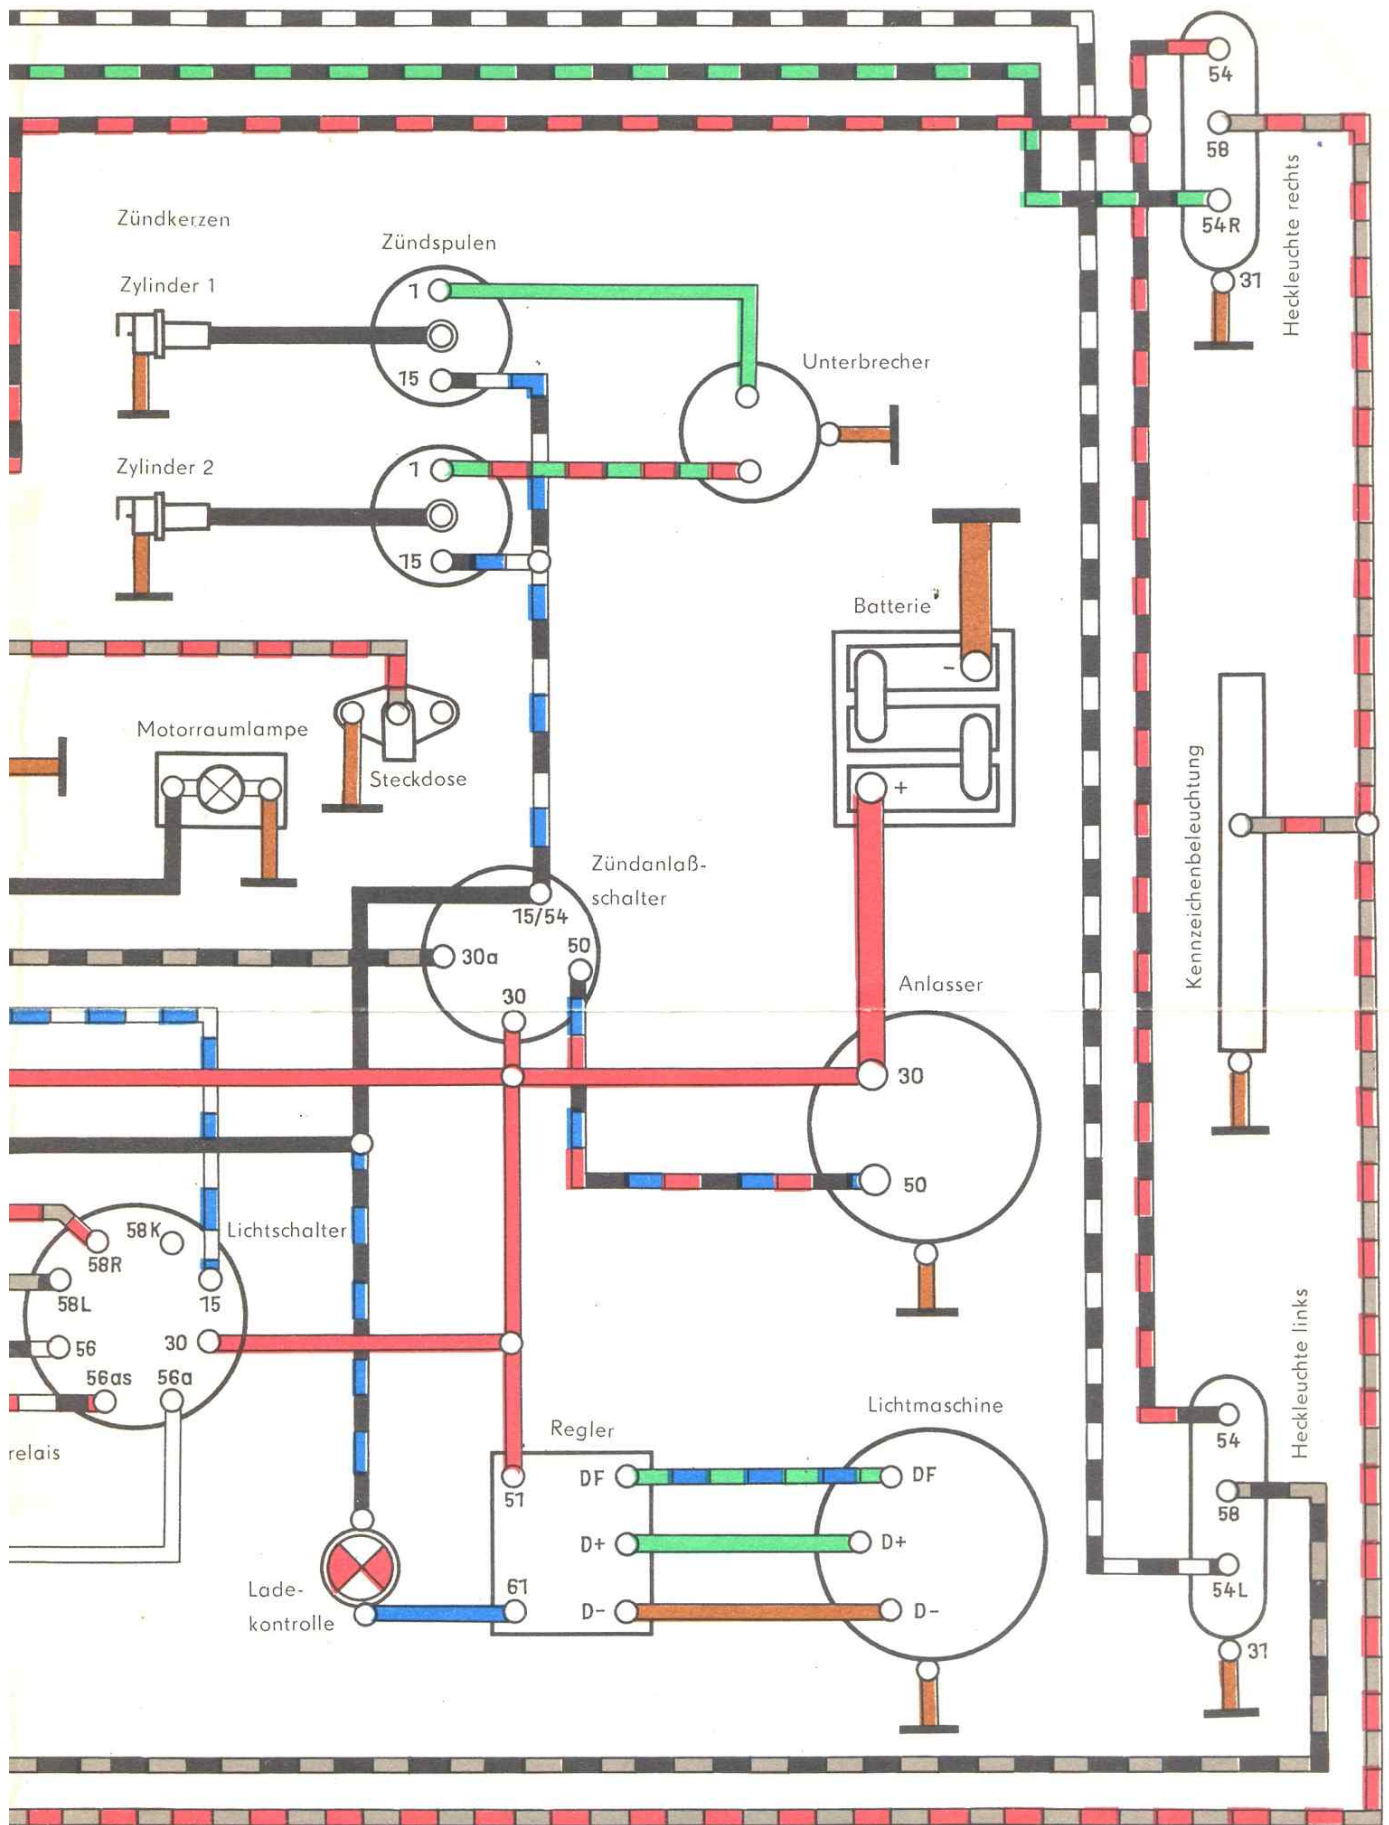 54
58
54R
31
Heckleuchte rechts
Zündkerzen
Zündspulen
Zylinder 1
1
15
Unterbrecher
Zylinder 2
1
15
Batterie
-
+
Motorraumlampe
Steckdose
Kennzeichenbeleuchtung
Zündanlaß-
schalter
15/54
50
30a
30
Anlasser
30
50
Lichtschalter
58K
58R
58L
15
56
30
56as
56a
relais
Heckleuchte links
54
58
54L
31
Lichtmaschine
Regler
51
DF
DF
D+
D+
61
D-
D-
Lade-
kontrolle